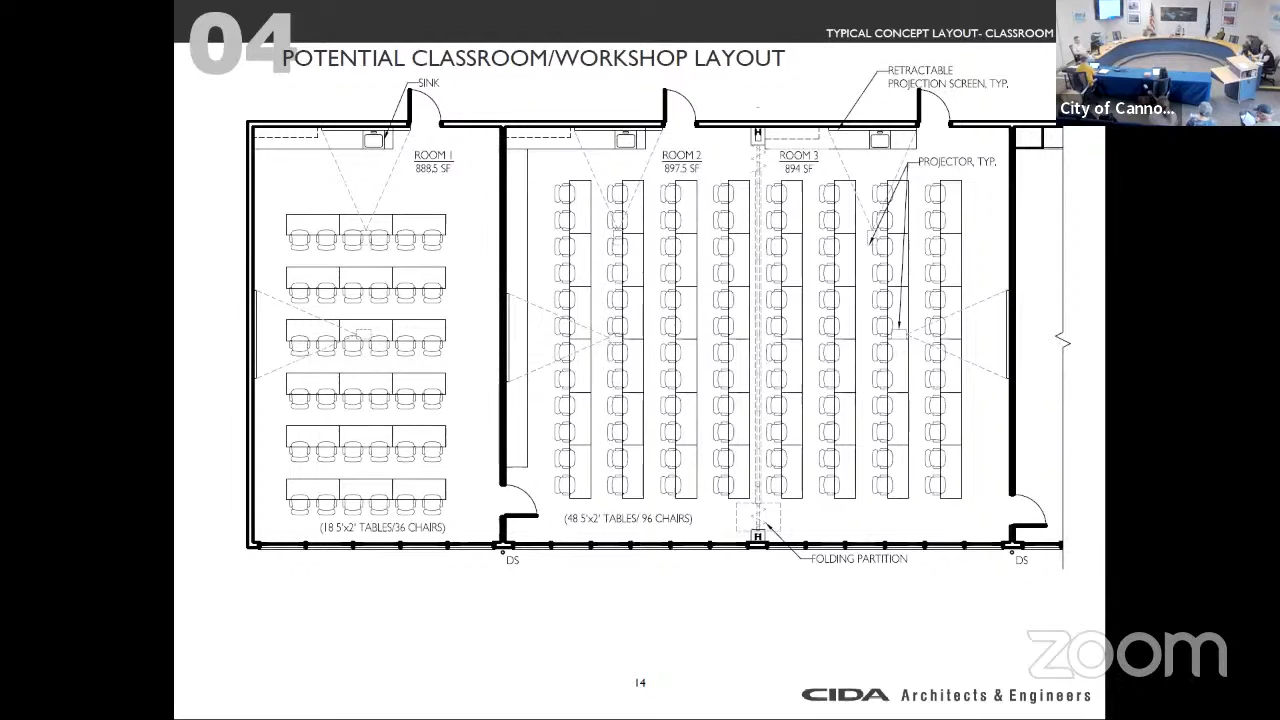 04
TYPICAL CONCEPT LAYOUT- CLASSROOM
POTENTIAL CLASSROOM/WORKSHOP LAYOUT
City of Canno...
SINK
RETRACTABLE
PROJECTION SCREEN, TYP.
ROOM 1
888.5 SF
ROOM 2
897.5 SF
ROOM 3
894 SF
PROJECTOR, TYP.
H
(18 5'x2' TABLES/36 CHAIRS)
(48 5'x2' TABLES/ 96 CHAIRS)
H
DS
FOLDING PARTITION
DS
zoom
14
CIDA Architects & Engineers